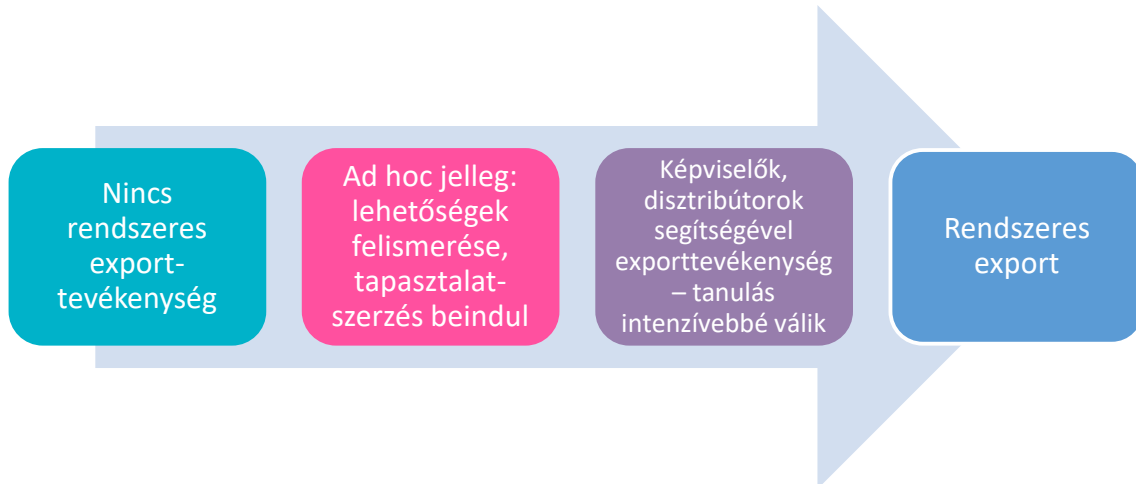 Nincs
rendszeres
export-
tevékenység
Ad hoc jelleg:
lehetőségek
felismerése,
tapasztalat-
szerzés beindul
Képviselők,
disztribútorok
segítségével
exporttevékenység
– tanulás
intenzívebbé válik
Rendszeres
export